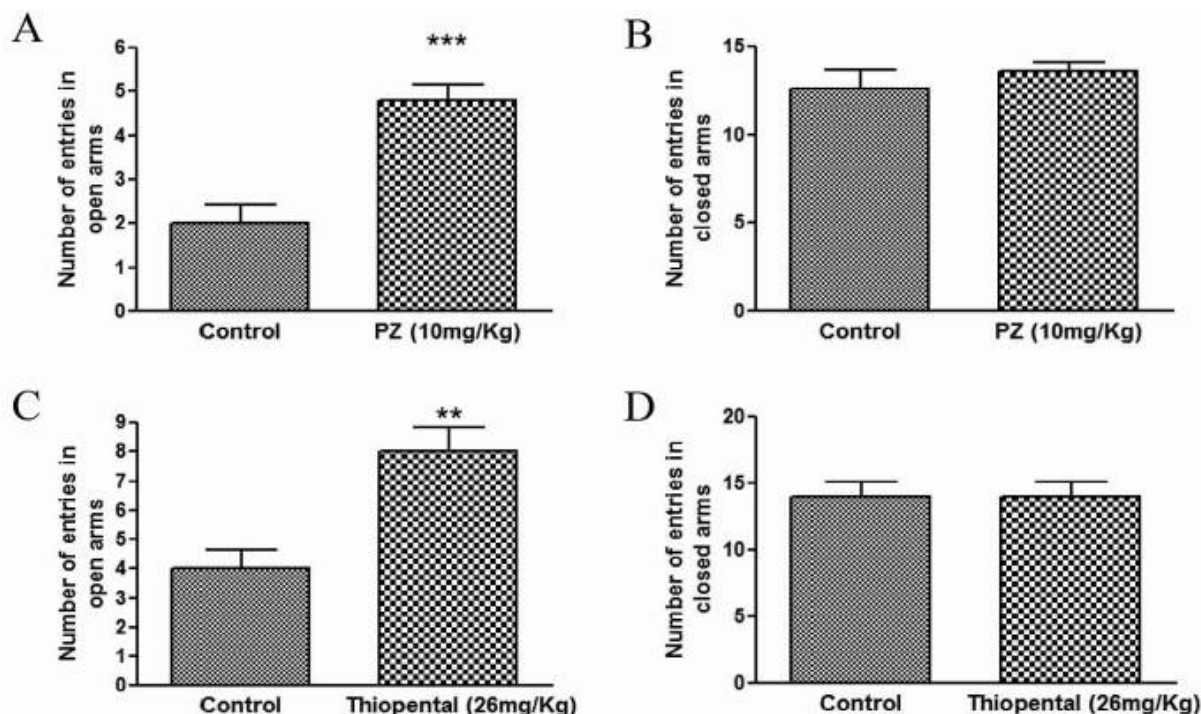 A
Number of entries in
open arms
6
5
4
3
2
1
0
***
Control
PZ (10mg/Kg)
B
Number of entries in
closed arms
15
10
5
0
Control
PZ (10mg/Kg)
C
Number of entries in
open arms
9
8
7
6
5
4
3
2
1
0
**
Control
Thiopental (26mg/Kg)
D
Number of entries in
closed arms
20
15
10
5
0
Control
Thiopental (26mg/Kg)